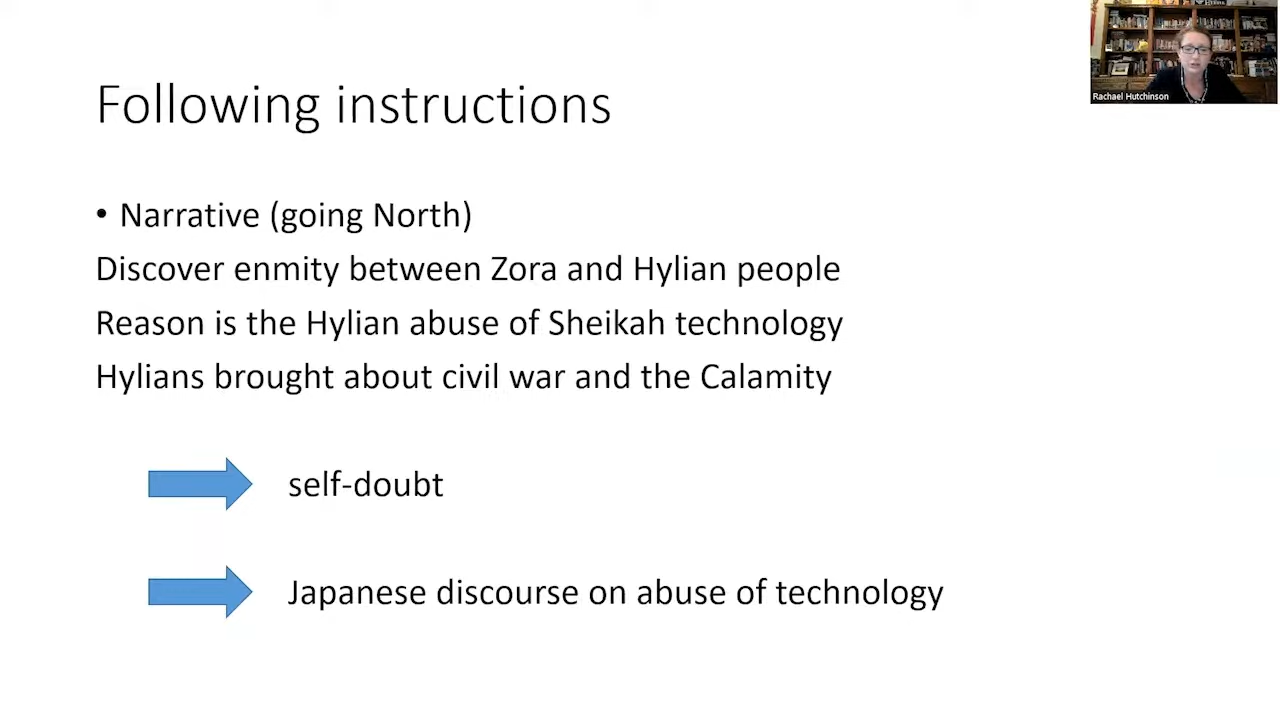 Rachael Hutchinson
Following instructions
• Narrative (going North)
Discover enmity between Zora and Hylian people
Reason is the Hylian abuse of Sheikah technology
Hylians brought about civil war and the Calamity
self-doubt
Japanese discourse on abuse of technology